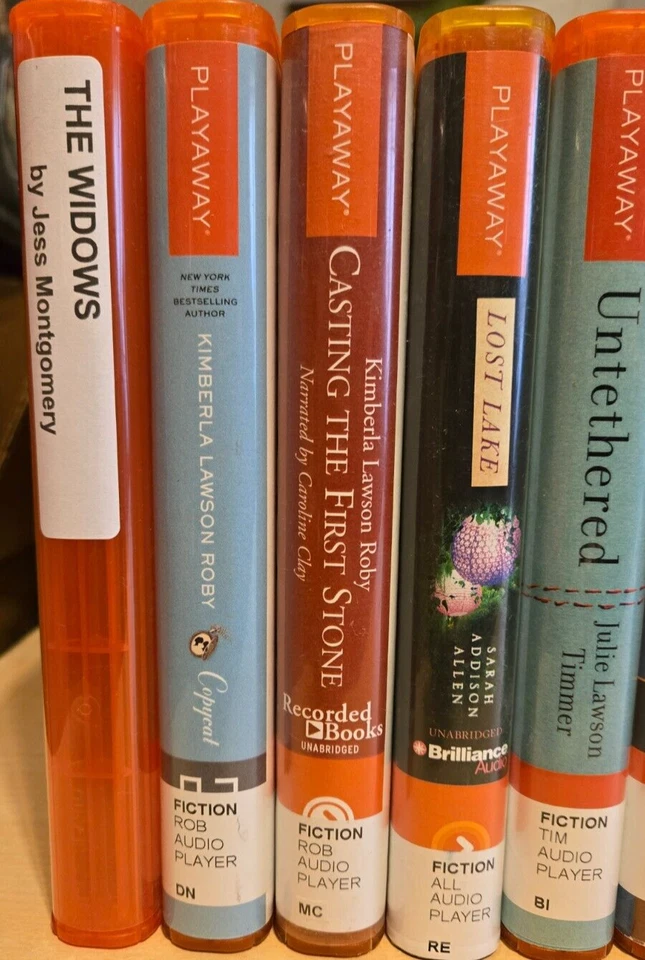 THE WIDOWS
by Jess Montgomery
PLAYAWAY®
NEW YORK
TIMES
BESTSELLING
AUTHOR
KIMBERLA LAWSON ROBY
Copycat
FICTION
ROB
AUDIO
PLAYER
DN
PLAYAWAY®
Kimberla Lawson Roby
CASTING THE FIRST STONE
Narrated by Caroline Clay
Recorded
Books
UNABRIDGED
FICTION
ROB
AUDIO
PLAYER
MC
PLAYAWAY®
LOST LAKE
SARAH
ADDISON
ALLEN
UNABRIDGED
Brilliance
Audio
FICTION
ALL
AUDIO
PLAYER
RE
PLAYAWAY®
Untethered
Julie Lawson
Timmer
FICTION
TIM
AUDIO
PLAYER
BI